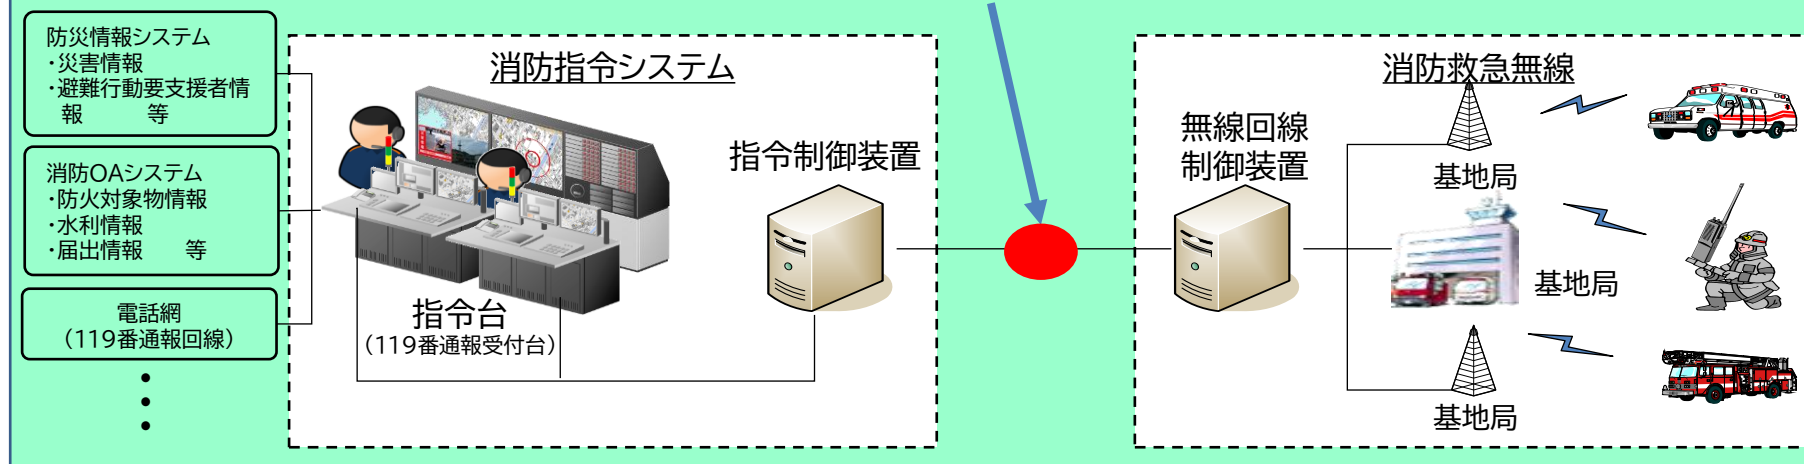 防災情報システム
・災害情報
・避難行動要支援者情
報 等
消防OAシステム
・防火対象物情報
・水利情報
・届出情報 等
電話網
（119番通報回線）
・
・
・
消防指令システム
指令制御装置
指令台
（119番通報受付台）
消防救急無線
無線回線
制御装置
基地局
基地局
基地局